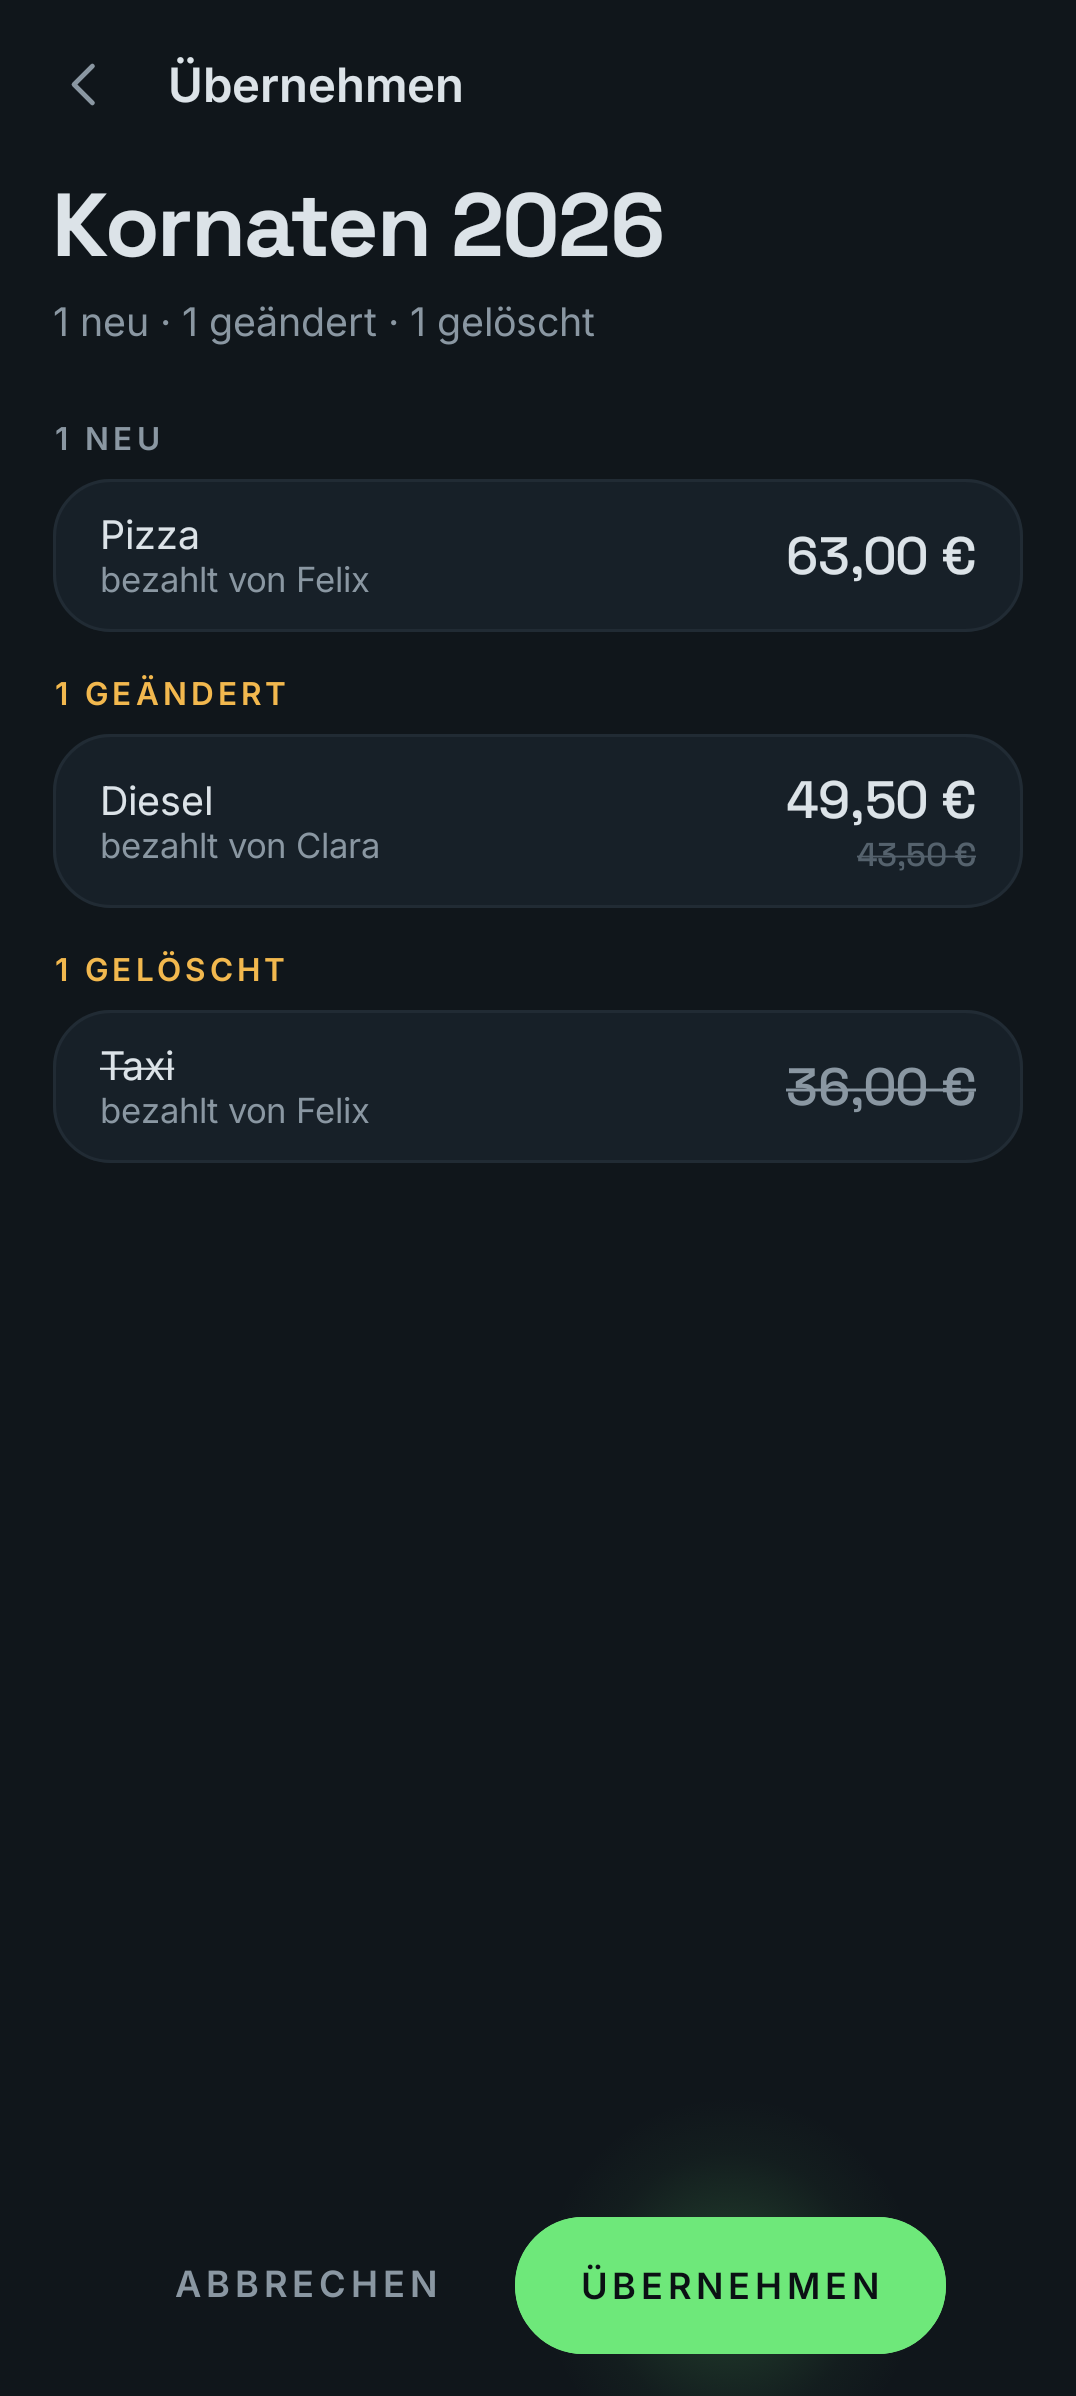 Übernehmen
Kornaten 2026
1 neu · 1 geändert · 1 gelöscht
1 NEU
Pizza
bezahlt von Felix
63,00 €
1 GEÄNDERT
Diesel
bezahlt von Clara
49,50 €
43,50 €
1 GELÖSCHT
Taxi
bezahlt von Felix
36,00 €
ABBRECHEN
ÜBERNEHMEN